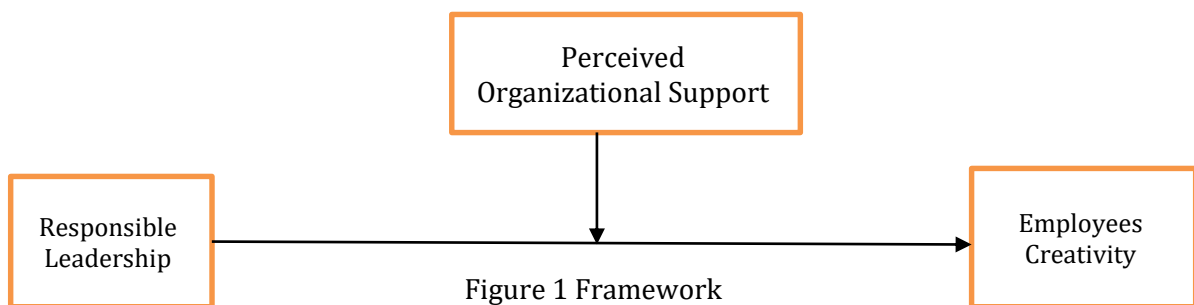 Perceived
Organizational Support
Responsible
Leadership
Employees
Creativity
Figure 1 Framework